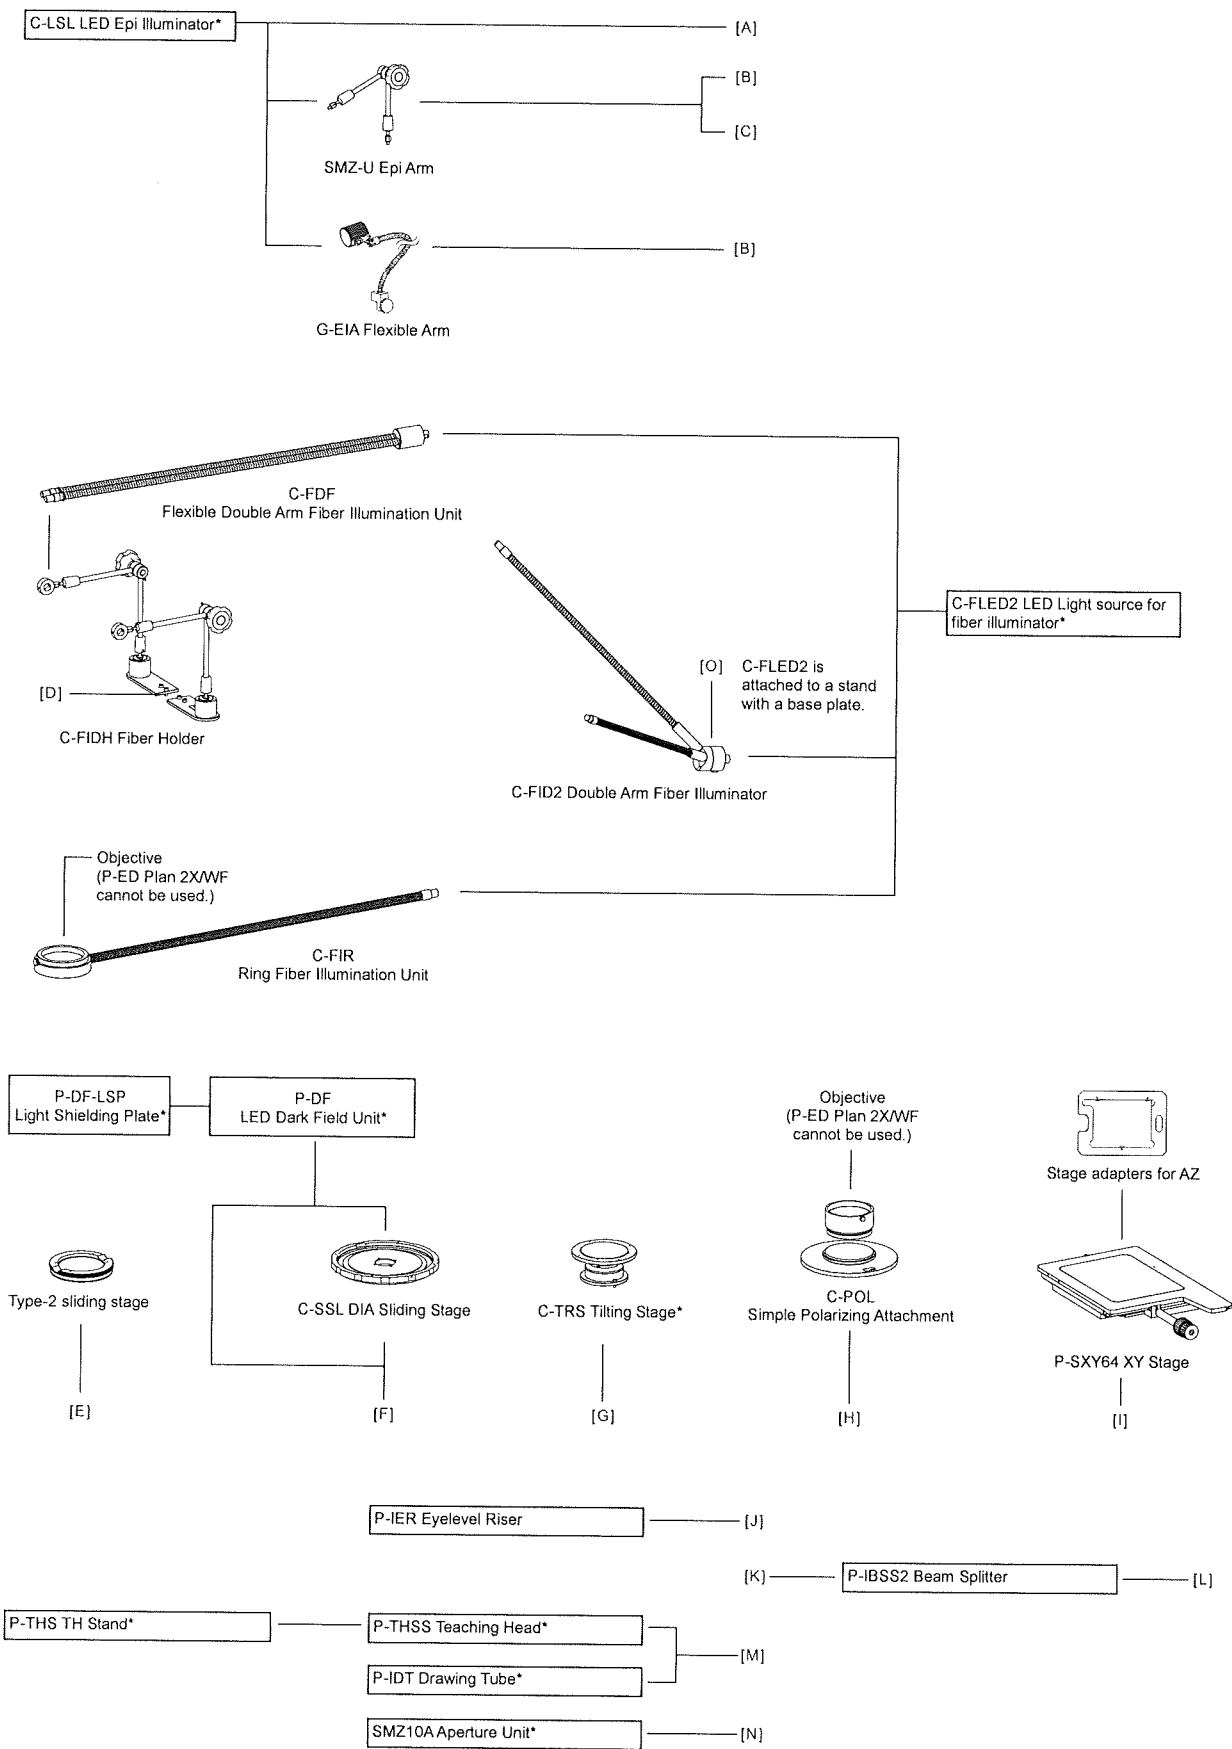 C-LSL LED Epi Illuminator*
[A]
[B]
[C]
SMZ-U Epi Arm
[B]
G-EIA Flexible Arm
C-FDF
Flexible Double Arm Fiber Illumination Unit
C-FLED2 LED Light source for
fiber illuminator*
[O]
C-FLED2 is
attached to a stand
with a base plate.
[D]
C-FIDH Fiber Holder
C-FID2 Double Arm Fiber Illuminator
Objective
(P-ED Plan 2X/WF
cannot be used.)
C-FIR
Ring Fiber Illumination Unit
P-DF-LSP
Light Shielding Plate*
P-DF
LED Dark Field Unit*
Objective
(P-ED Plan 2X/WF
cannot be used.)
Stage adapters for AZ
Type-2 sliding stage
C-SSL DIA Sliding Stage
C-TRS Tilting Stage*
C-POL
Simple Polarizing Attachment
P-SXY64 XY Stage
[E]
[F]
[G]
[H]
[I]
P-IER Eyelevel Riser
[J]
[K]
P-IBSS2 Beam Splitter
[L]
P-THS TH Stand*
P-THSS Teaching Head*
[M]
P-IDT Drawing Tube*
SMZ10A Aperture Unit*
[N]